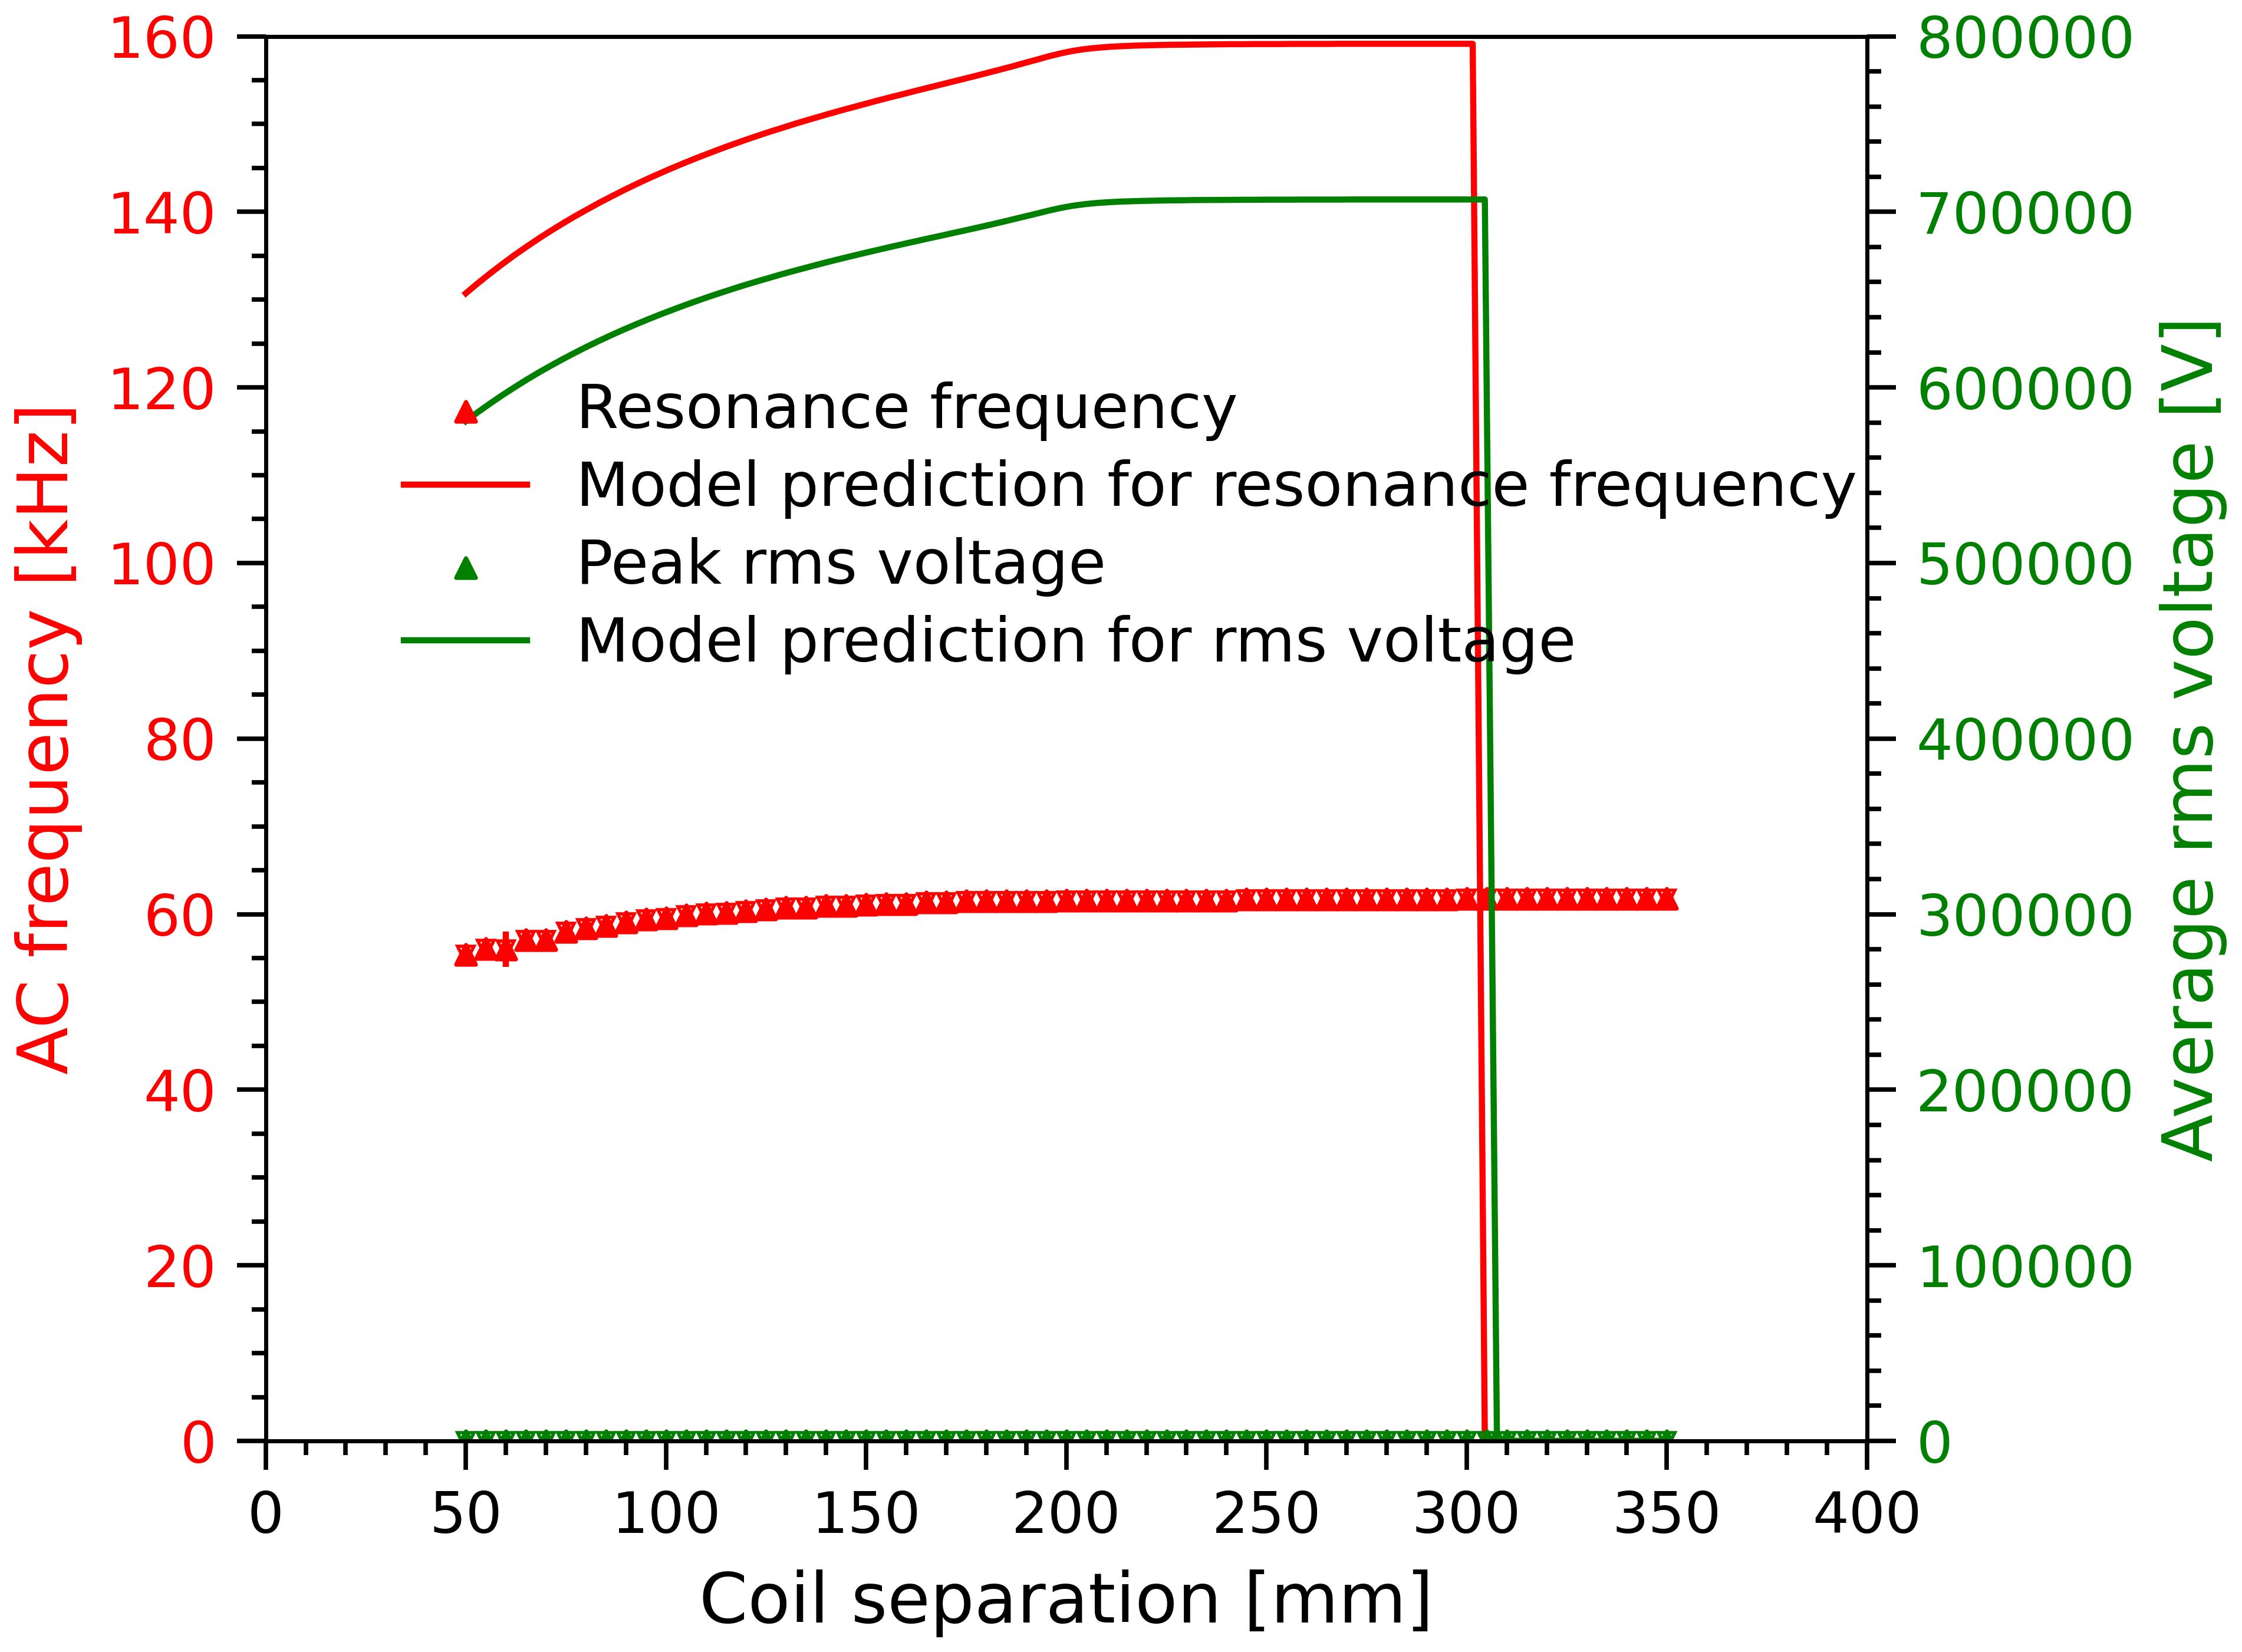 160
140
120
100
80
60
40
20
0
AC frequency [kHz]
800000
700000
600000
500000
400000
300000
200000
100000
0
Average rms voltage [V]
Resonance frequency
Model prediction for resonance frequency
Peak rms voltage
Model prediction for rms voltage
0 50 100 150 200 250 300 350 400
Coil separation [mm]